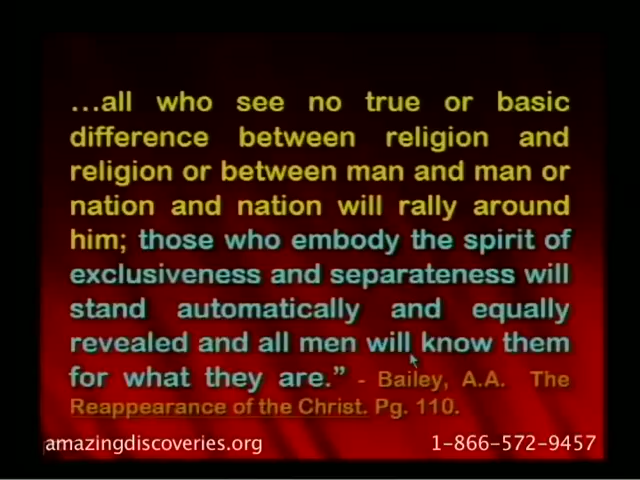 ...all who see no true or basic
difference between religion and
religion or between man and man or
nation and nation will rally around
him; those who embody the spirit of
exclusiveness and separateness will
stand automatically and equally
revealed and all men will know them
for what they are.” - Bailey, A.A. The
Reappearance of the Christ. Pg. 110.
amazingdiscoveries.org 1-866-572-9457